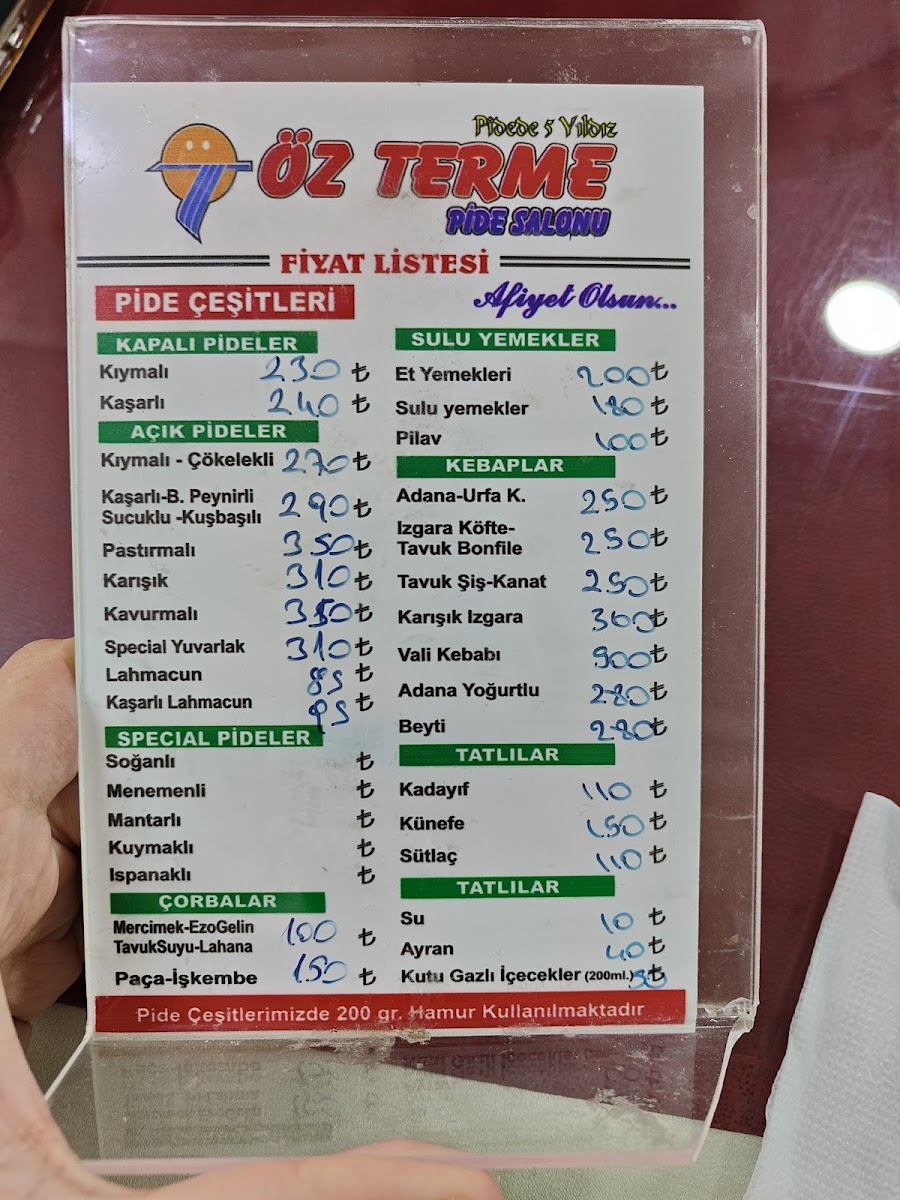 Pidede 5 Yıldız
ÖZ TERME
PİDE SALONU
FİYAT LİSTESİ
Afiyet Olsun...
PİDE ÇEŞİTLERİ
KAPALI PİDELER
Kıymalı 230 ₺
Kaşarlı 240 ₺
AÇIK PİDELER
Kıymalı - Çökelekli 270 ₺
Kaşarlı-B. Peynirli
Sucuklu -Kuşbaşılı 290 ₺
Pastırmalı 350 ₺
Karışık 310 ₺
Kavurmalı 350 ₺
Special Yuvarlak 310 ₺
Lahmacun 85 ₺
Kaşarlı Lahmacun 95 ₺
SPECIAL PİDELER
Soğanlı ₺
Menemenli ₺
Mantarlı ₺
Kuymaklı ₺
Ispanaklı ₺
ÇORBALAR
Mercimek-EzoGelin
TavukSuyu-Lahana 100 ₺
Paça-İşkembe 150 ₺
SULU YEMEKLER
Et Yemekleri 200 ₺
Sulu yemekler 180 ₺
Pilav 100 ₺
KEBAPLAR
Adana-Urfa K. 250 ₺
Izgara Köfte-
Tavuk Bonfile 250 ₺
Tavuk Şiş-Kanat 250 ₺
Karışık Izgara 360 ₺
Vali Kebabı 900 ₺
Adana Yoğurtlu 280 ₺
Beyti 280 ₺
TATLILAR
Kadayıf 110 ₺
Künefe 150 ₺
Sütlaç 110 ₺
TATLILAR
Su 10 ₺
Ayran 40 ₺
Kutu Gazlı İçecekler (200ml.) ₺
Pide Çeşitlerimizde 200 gr. Hamur Kullanılmaktadır